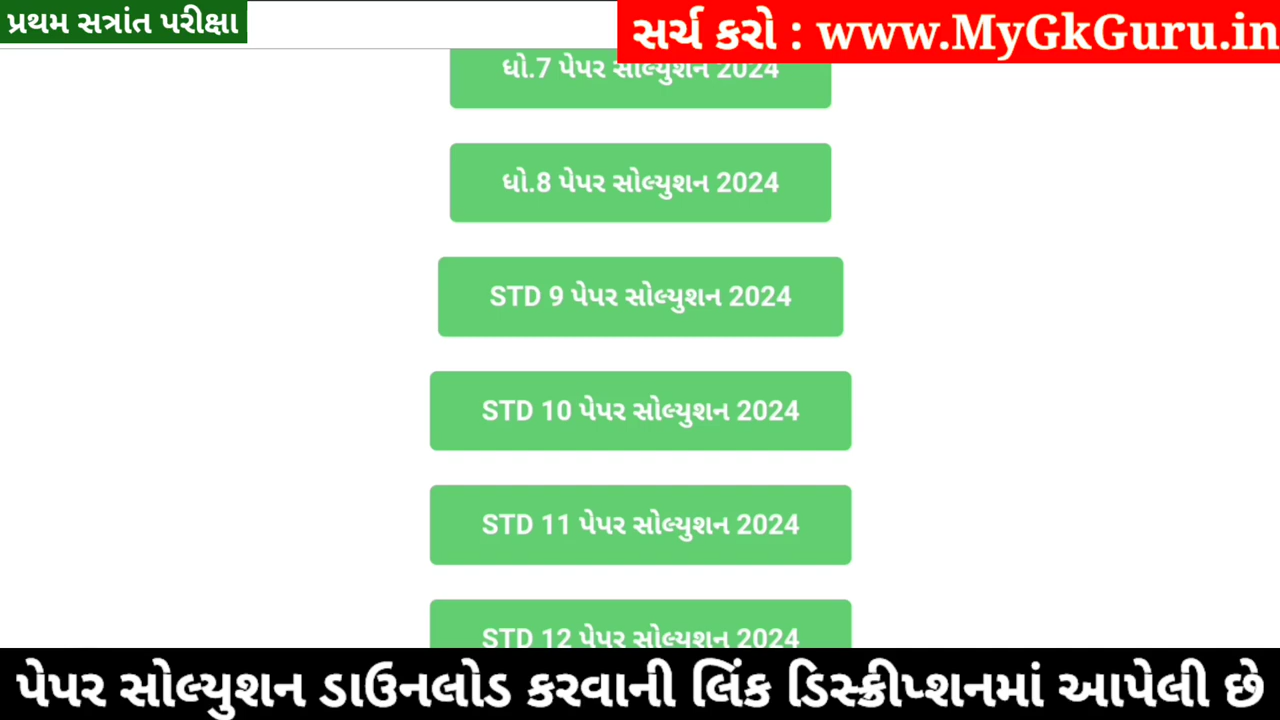 પ્રથમ સત્રાંત પરીક્ષા
સર્ચ કરો : www.MyGkGuru.in
ધો.7 પેપર સોલ્યુશન 2024
ધો.8 પેપર સોલ્યુશન 2024
STD 9 પેપર સોલ્યુશન 2024
STD 10 પેપર સોલ્યુશન 2024
STD 11 પેપર સોલ્યુશન 2024
STD 12 પેપર સોલ્યુશન 2024
પેપર સોલ્યુશન ડાઉનલોડ કરવાની લિંક ડિસ્ક્રીપ્શનમાં આપેલી છે